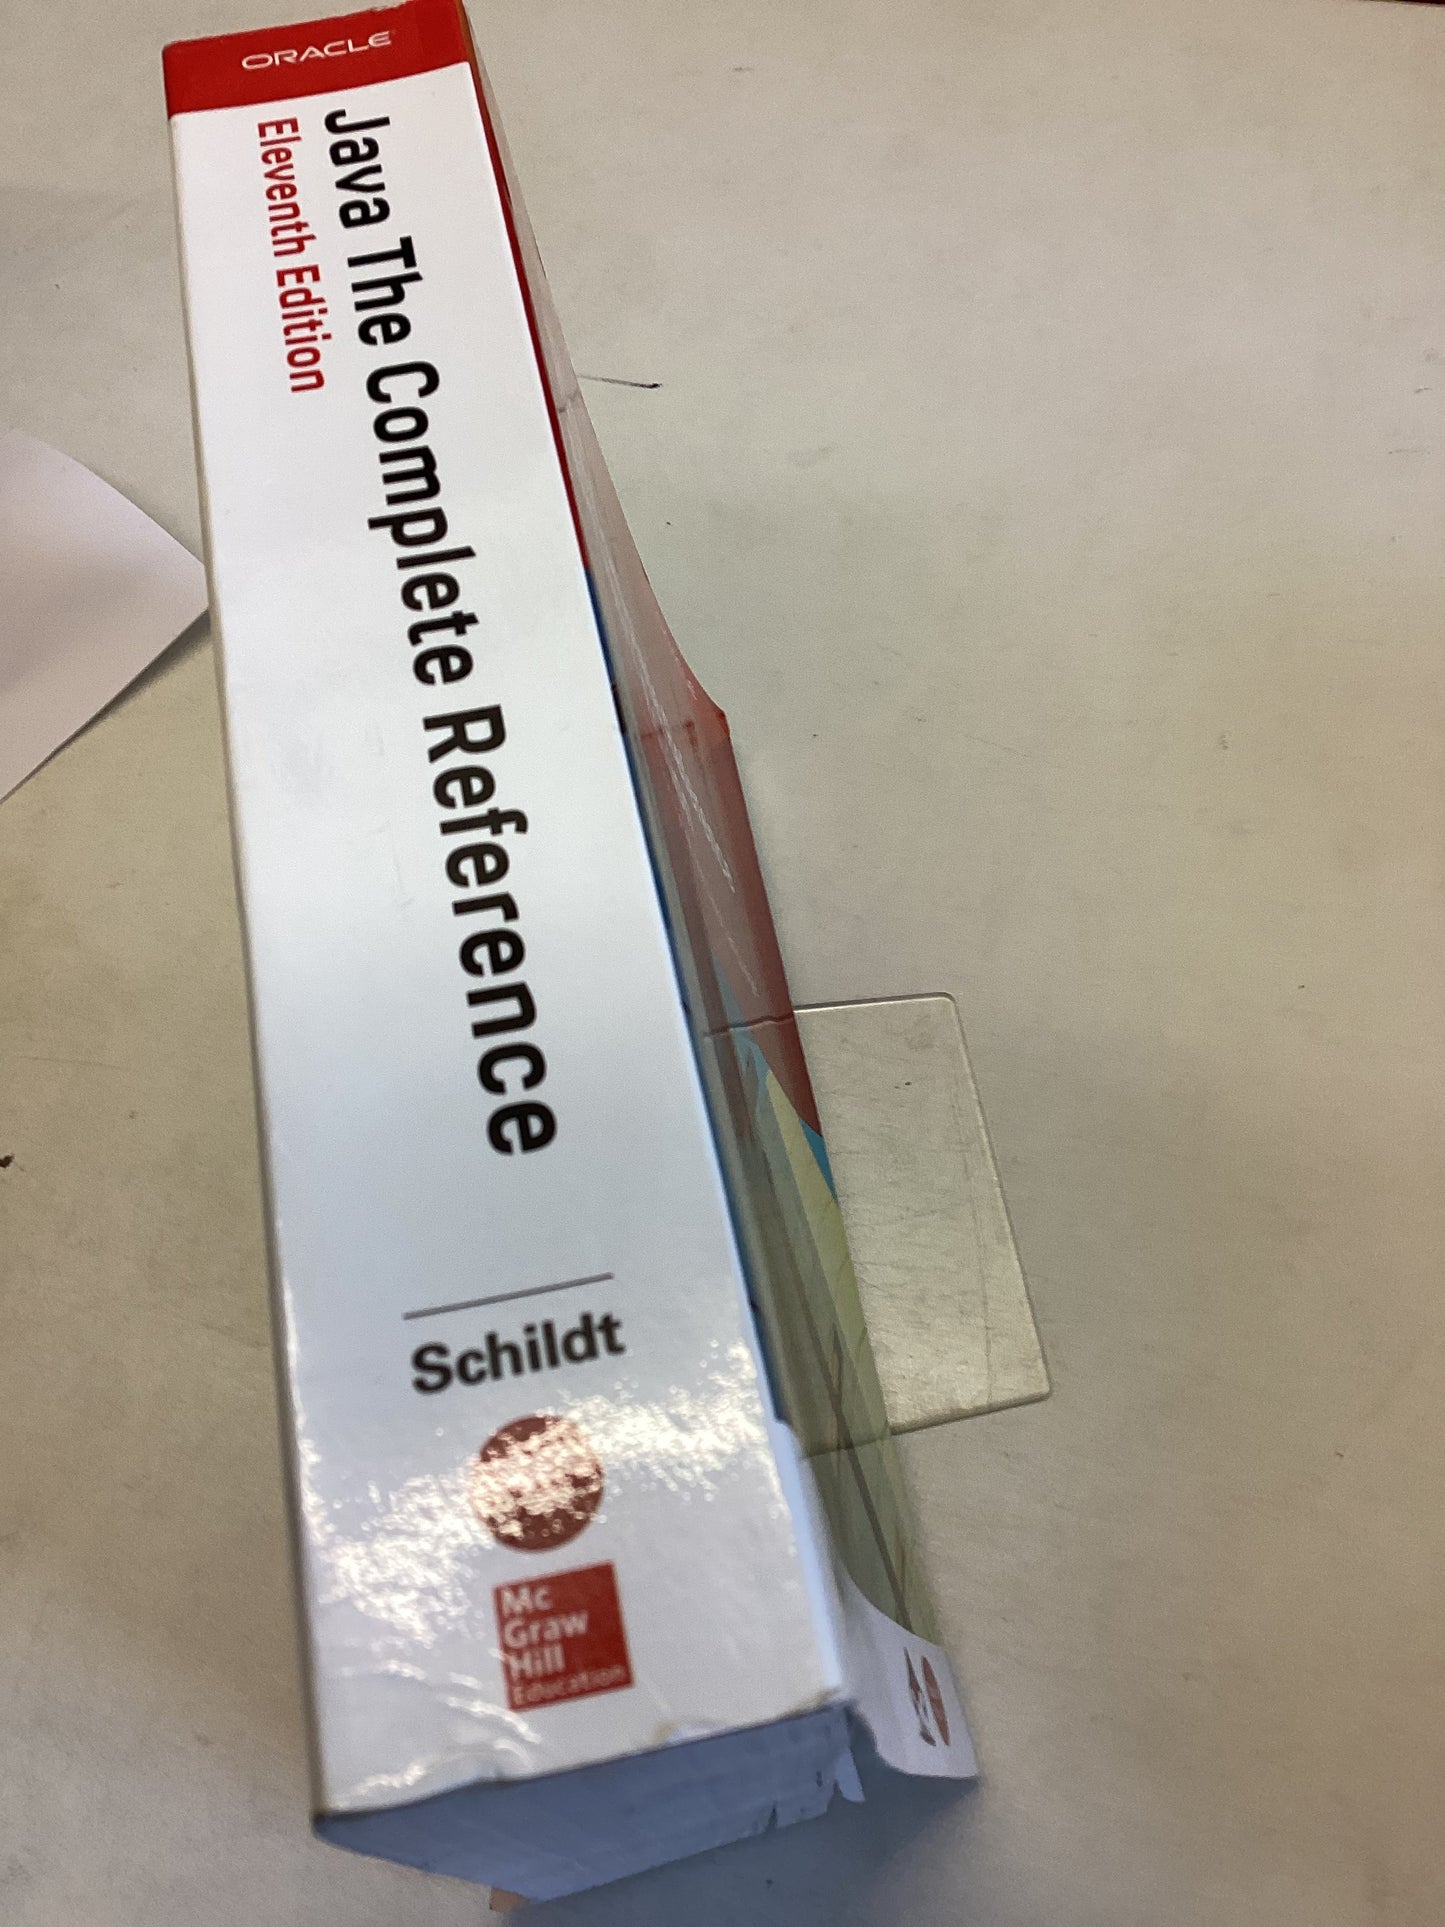 ORACLE
Java The Complete Reference
Eleventh Edition
Schildt
Mc
Graw
Hill
Education